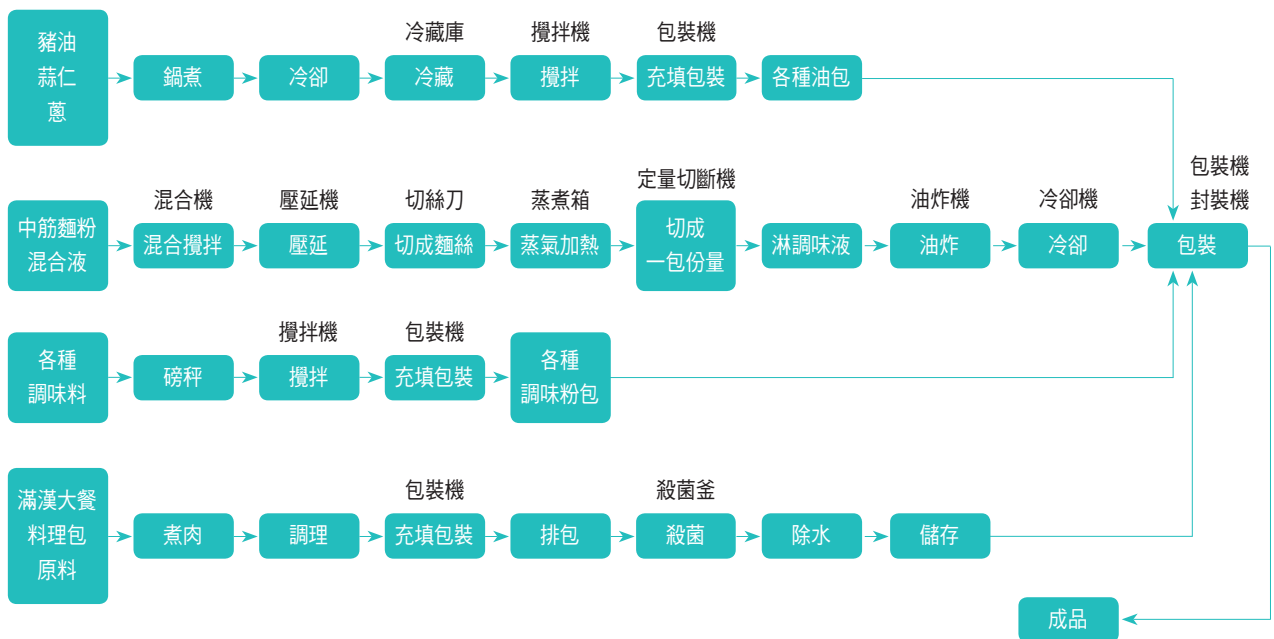 豬油
蒜仁
蔥
鍋煮
冷卻
冷藏庫
冷藏
攪拌機
攪拌
包裝機
充填包裝
各種油包
中筋麵粉
混合液
混合機
混合攪拌
壓延機
壓延
切絲刀
切成麵絲
蒸煮箱
蒸氣加熱
定量切斷機
切成
一包份量
淋調味液
油炸機
油炸
冷卻機
冷卻
包裝機
封裝機
包裝
各種
調味料
磅秤
攪拌機
攪拌
包裝機
充填包裝
各種
調味粉包
滿漢大餐
料理包
原料
煮肉
調理
包裝機
充填包裝
排包
殺菌釜
殺菌
除水
儲存
成品